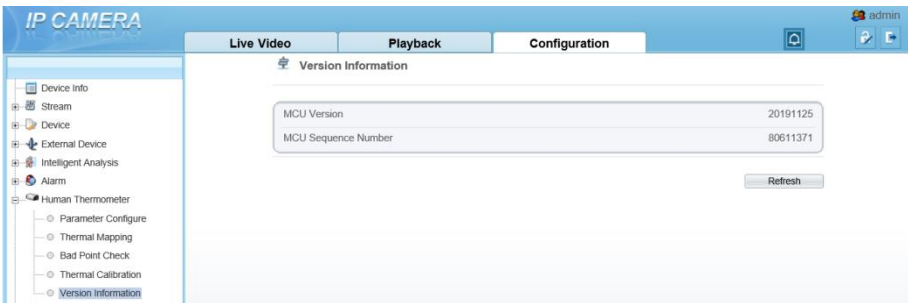 IP CAMERA
admin
Live Video
Playback
Configuration
Version Information
Device Info
Stream
Device
External Device
Intelligent Analysis
Alarm
Human Thermometer
Parameter Configure
Thermal Mapping
Bad Point Check
Thermal Calibration
Version Information
MCU Version 20191125
MCU Sequence Number 80611371
Refresh